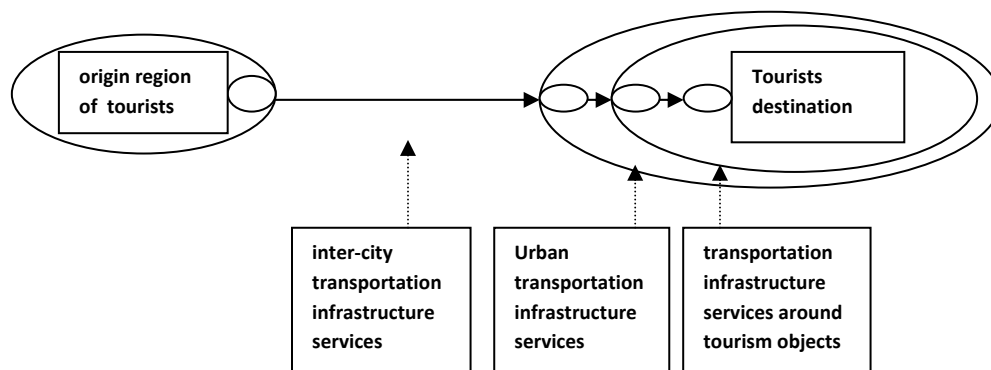 origin region
of tourists
Tourists
destination
inter-city
transportation
infrastructure
services
Urban
transportation
infrastructure
services
transportation
infrastructure
services around
tourism objects